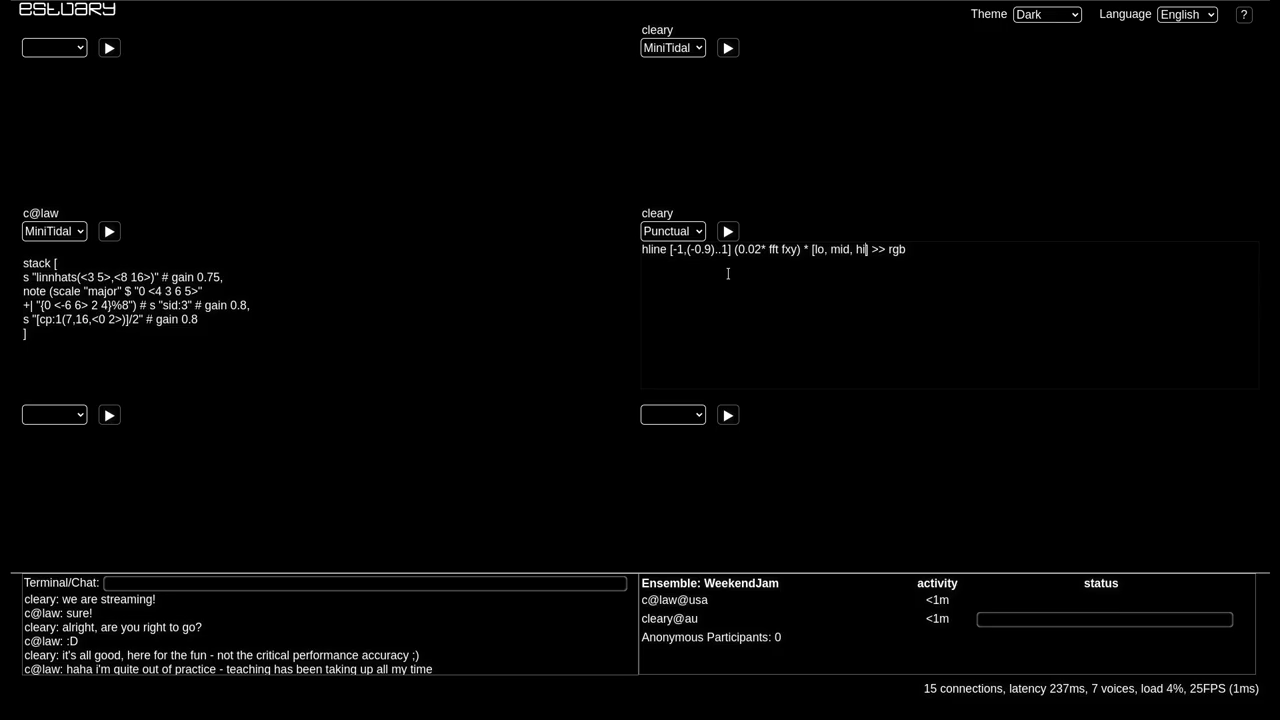 estuary
Theme Dark Language English ?
cleary
MiniTidal
c@law
MiniTidal
stack [
s "linnhats(<3 5>,<8 16>)" # gain 0.75,
note (scale "major" $ "0 <4 3 6 5>"
+| "{0 <-6 6> 2 4}%8") # s "sid:3" # gain 0.8,
s "[cp:1(7,16,<0 2>)]/2" # gain 0.8
]
cleary
Punctual
hline [-1,(-0.9)..1] (0.02* fft fxy) * [lo, mid, hi] >> rgb
Terminal/Chat:
cleary: we are streaming!
c@law: sure!
cleary: alright, are you right to go?
c@law: :D
cleary: it's all good, here for the fun - not the critical performance accuracy ;)
c@law: haha i'm quite out of practice - teaching has been taking up all my time
Ensemble: WeekendJam activity status
c@law@usa <1m
cleary@au <1m
Anonymous Participants: 0
15 connections, latency 237ms, 7 voices, load 4%, 25FPS (1ms)